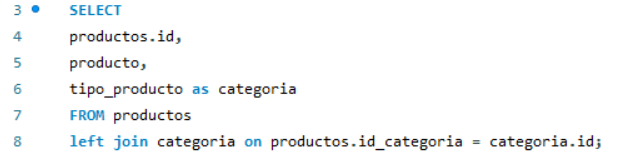 3 SELECT
4 productos.id,
5 producto,
6 tipo_producto as categoria
7 FROM productos
8 left join categoria on productos.id_categoria = categoria.id;